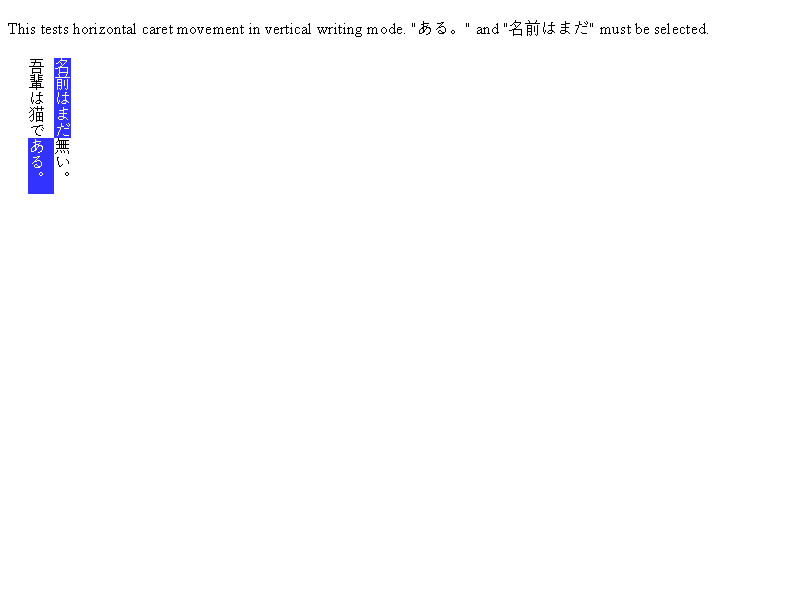 This tests horizontal caret movement in vertical writing mode. "ある。" and "名前はまだ" must be selected.
吾輩は猫である。
名前はまだ無い。